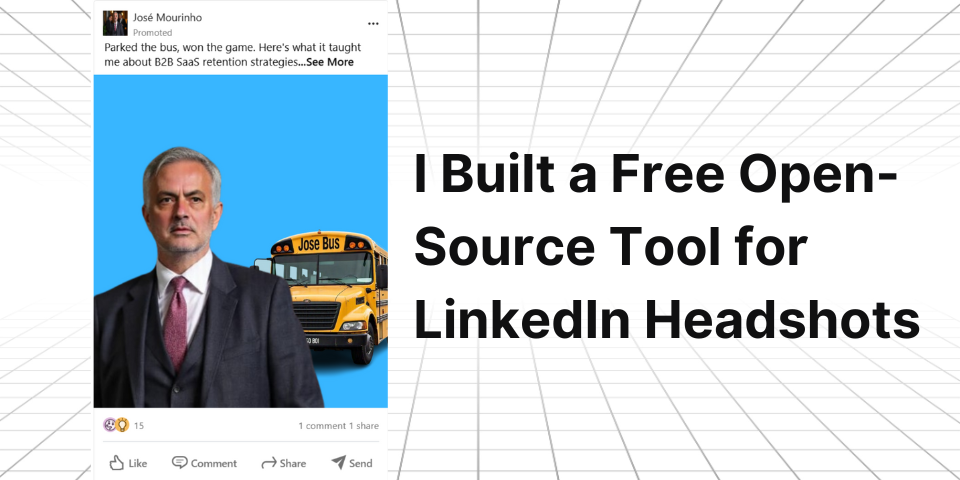 José Mourinho
Promoted
Parked the bus, won the game. Here's what it taught
me about B2B SaaS retention strategies...See More
Jose Bus
15
1 comment 1 share
Like
Comment
Share
Send
I Built a Free Open-
Source Tool for
LinkedIn Headshots